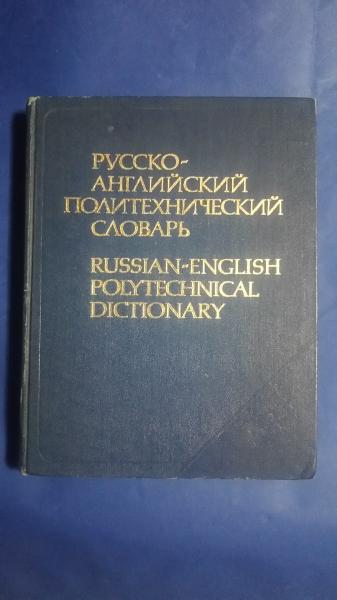 РУССКО-
АНГЛИЙСКИЙ
ПОЛИТЕХНИЧЕСКИЙ
СЛОВАРЬ
RUSSIAN-ENGLISH
POLYTECHNICAL
DICTIONARY